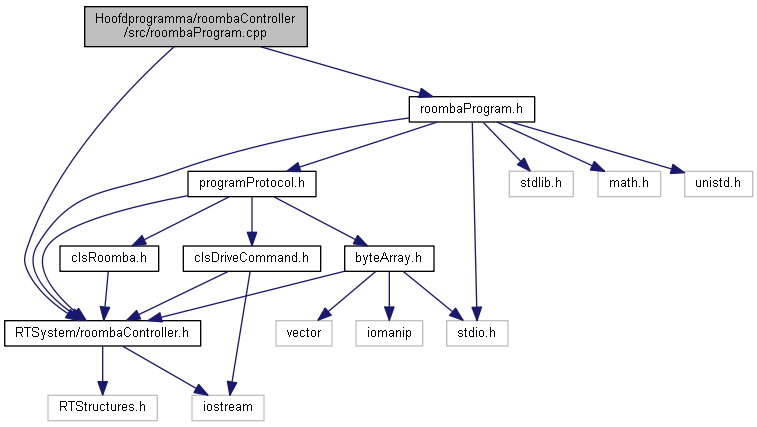 Hoofdprogramma/roombaController
/src/roombaProgram.cpp
roombaProgram.h
programProtocol.h
stdlib.h
math.h
unistd.h
clsRoomba.h
clsDriveCommand.h
byteArray.h
RTSystem/roombaController.h
vector
iomanip
stdio.h
RTStructures.h
iostream